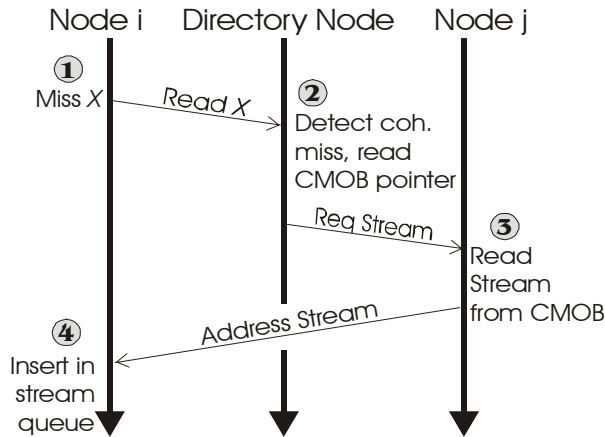 Node i
Directory Node
Node j
1
Miss X
Read X
2
Detect coh.
miss, read
CMOB pointer
Req Stream
3
Read
Stream
from CMOB
Address Stream
4
Insert in
stream
queue